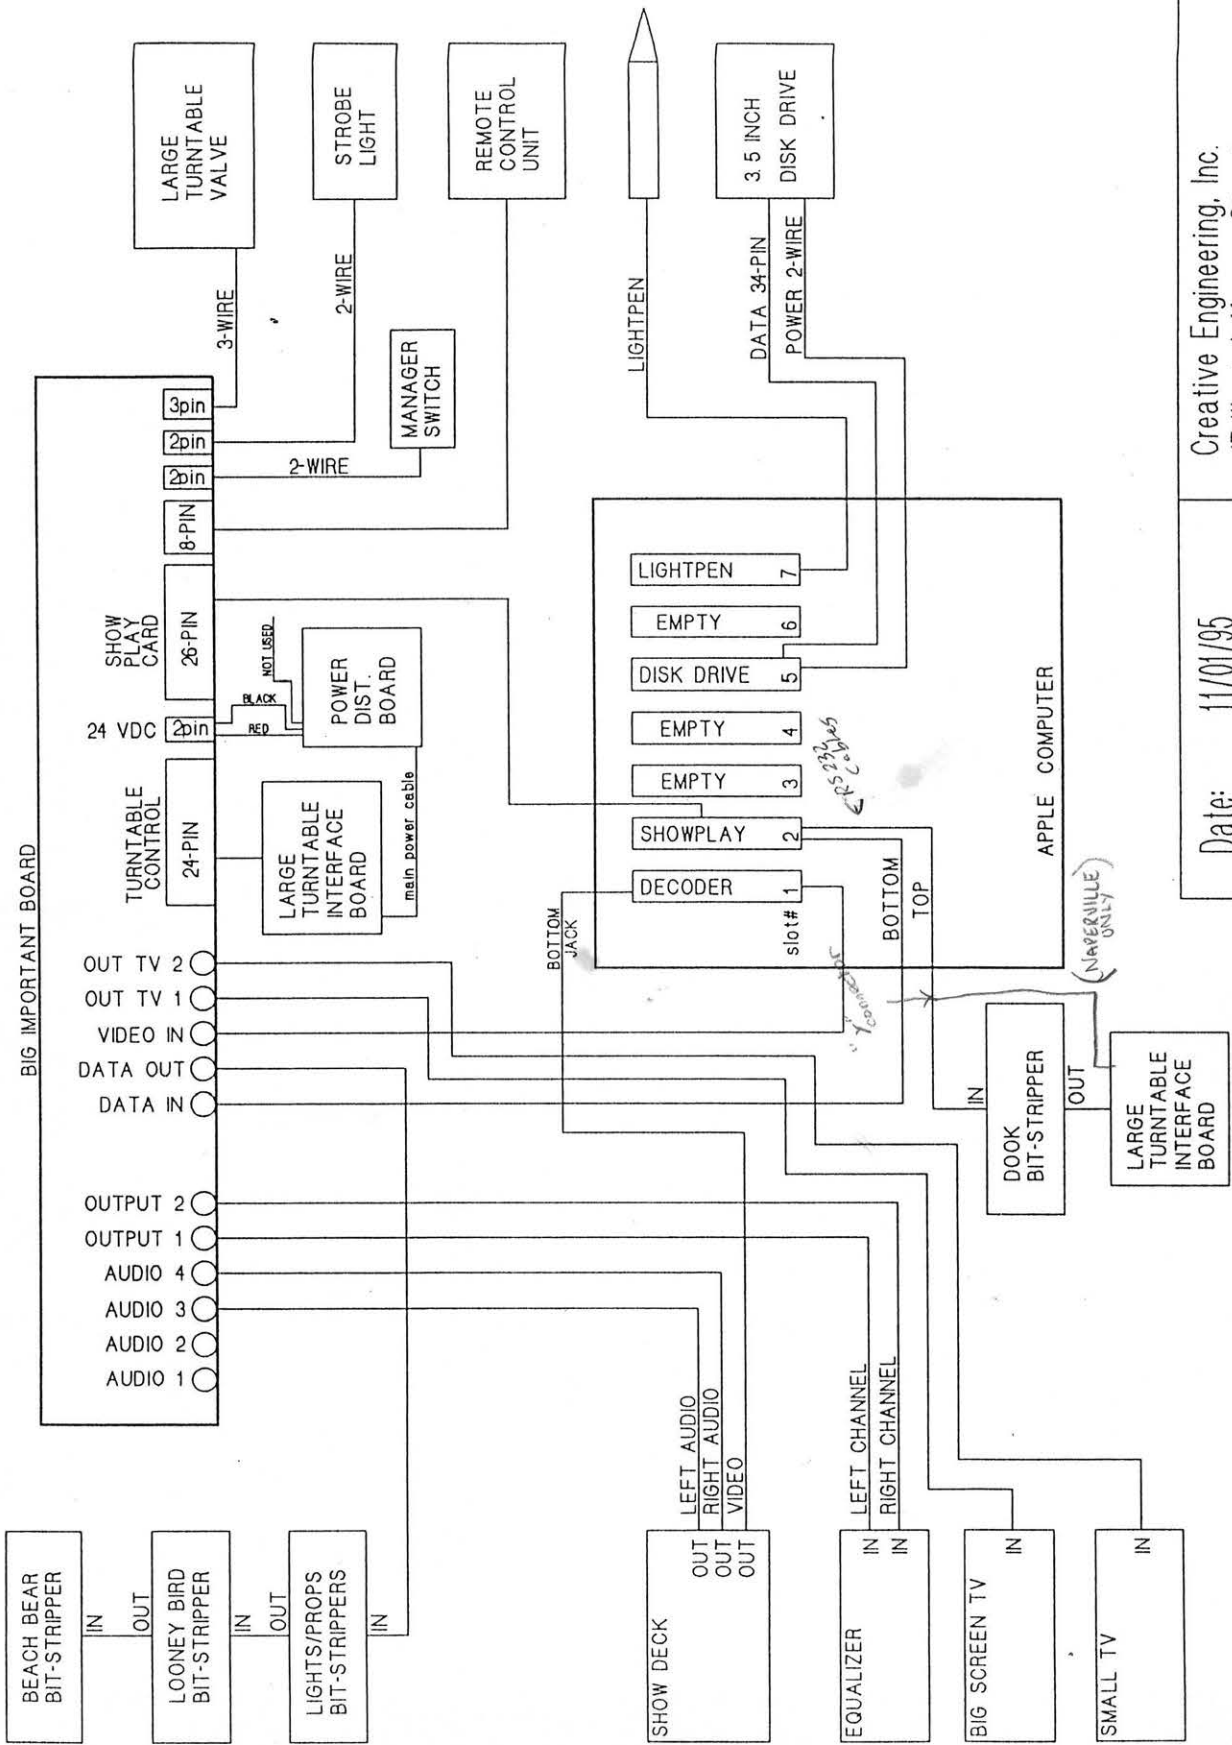 BIG IMPORTANT BOARD
AUDIO 1
AUDIO 2
AUDIO 3
AUDIO 4
OUTPUT 1
OUTPUT 2
DATA IN
DATA OUT
VIDEO IN
OUT TV 1
OUT TV 2
TURNTABLE
CONTROL
24-PIN
24 VDC
2pin
SHOW
PLAY
CARD
26-PIN
8-PIN
2pin
2pin
3pin
BLACK
RED
NOT USED
POWER
DIST.
BOARD
main power cable
LARGE
TURNTABLE
INTERFACE
BOARD
3-WIRE
2-WIRE
2-WIRE
MANAGER
SWITCH
LARGE
TURNTABLE
VALVE
STROBE
LIGHT
REMOTE
CONTROL
UNIT
LIGHTPEN
3.5 INCH
DISK DRIVE
DATA 34-PIN
POWER 2-WIRE
BEACH BEAR
BIT-STRIPPER
IN
OUT
LOONEY BIRD
BIT-STRIPPER
IN
OUT
LIGHTS/PROPS
BIT-STRIPPERS
IN
BOTTOM
JACK
DECODER 1
SHOWPLAY 2
EMPTY 3
EMPTY 4
DISK DRIVE 5
EMPTY 6
LIGHTPEN 7
slot#
RS232
Cables
BOTTOM
TOP
APPLE COMPUTER
"Y"
connector
(NAPERVILLE
ONLY)
SHOW DECK
OUT
OUT
OUT
LEFT AUDIO
RIGHT AUDIO
VIDEO
EQUALIZER
IN
IN
LEFT CHANNEL
RIGHT CHANNEL
BIG SCREEN TV
IN
SMALL TV
IN
IN
DOOK
BIT-STRIPPER
OUT
LARGE
TURNTABLE
INTERFACE
BOARD
Date: 11/01/95
Creative Engineering, Inc.